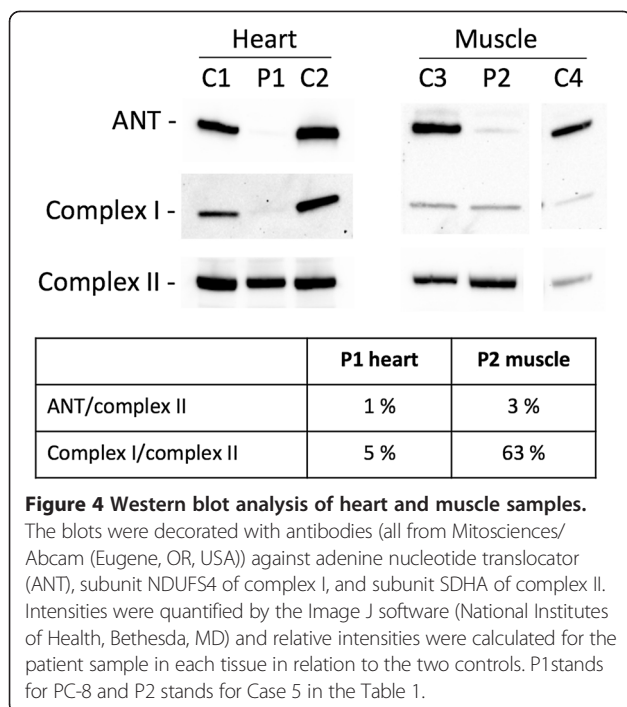 Heart Muscle
C1 P1 C2 C3 P2 C4
ANT -
Complex I -
Complex II -
P1 heart P2 muscle
ANT/complex II 1 % 3 %
Complex I/complex II 5 % 63 %
Figure 4 Western blot analysis of heart and muscle samples.
The blots were decorated with antibodies (all from Mitosciences/
Abcam (Eugene, OR, USA)) against adenine nucleotide translocator
(ANT), subunit NDUFS4 of complex I, and subunit SDHA of complex II.
Intensities were quantified by the Image J software (National Institutes
of Health, Bethesda, MD) and relative intensities were calculated for the
patient sample in each tissue in relation to the two controls. P1stands
for PC-8 and P2 stands for Case 5 in the Table 1.